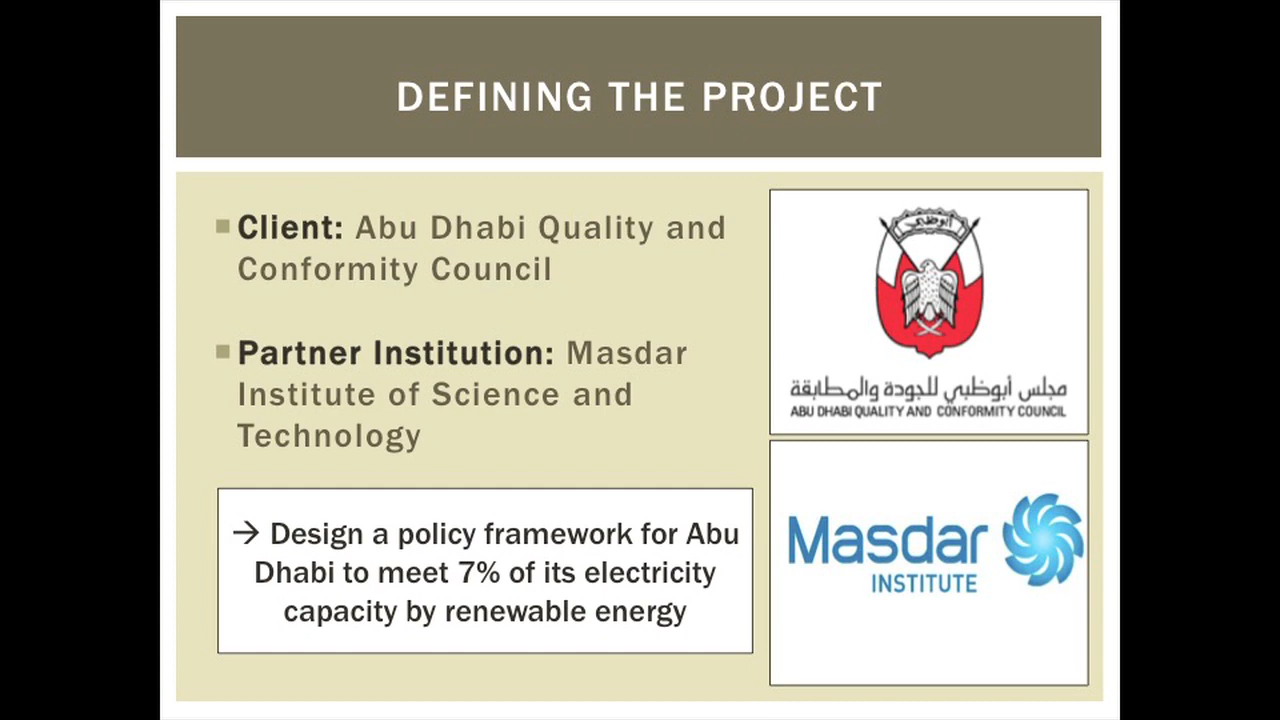 DEFINING THE PROJECT
Client: Abu Dhabi Quality and
Conformity Council
Partner Institution: Masdar
Institute of Science and
Technology
→ Design a policy framework for Abu
Dhabi to meet 7% of its electricity
capacity by renewable energy
أبوظبي
مجلس أبوظبي للجودة والمطابقة
ABU DHABI QUALITY AND CONFORMITY COUNCIL
Masdar
INSTITUTE